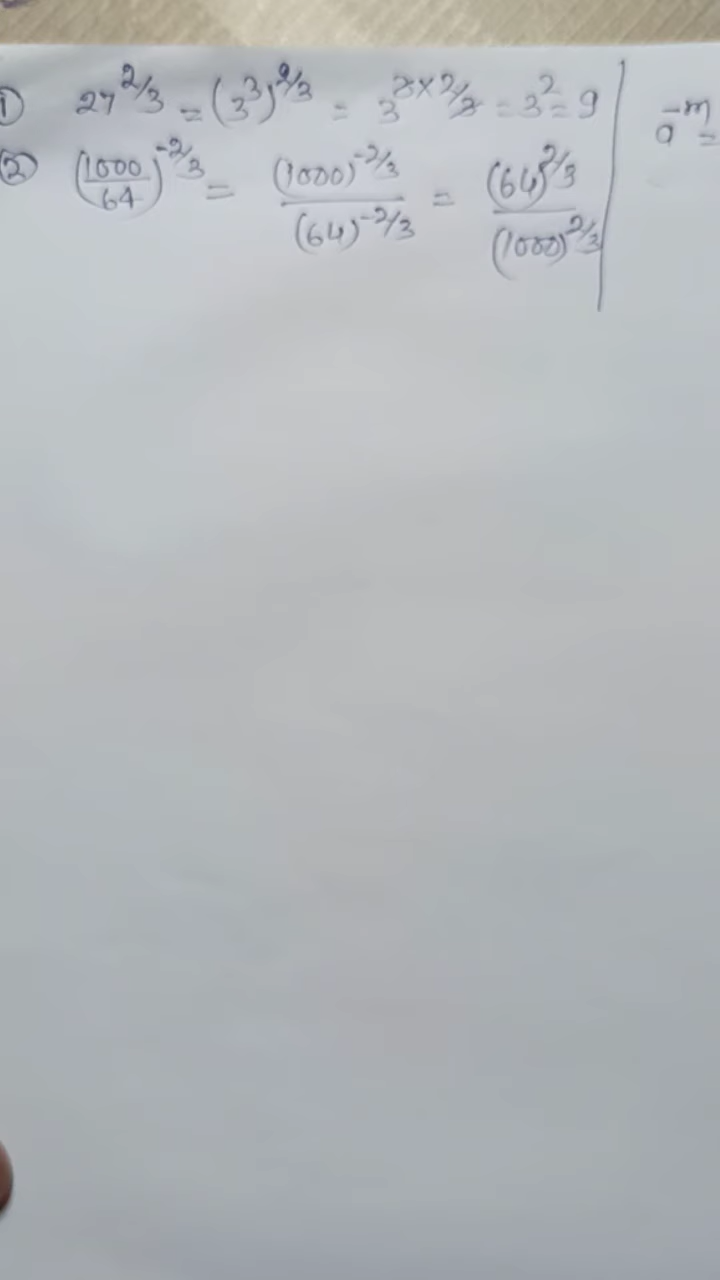 ① 27^2/3 = (3^3)^2/3 = 3^3×2/3 = 3^2 = 9 a^-m =
② (1000/64)^-2/3 = (1000)^-2/3 / (64)^-2/3 = (64)^2/3 / (1000)^2/3